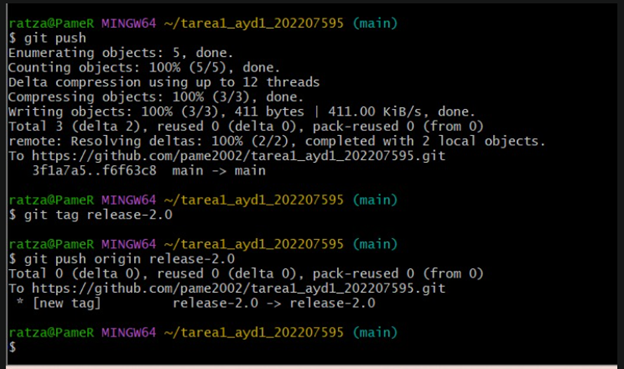 ratza@PameR MINGW64 ~/tarea1_ayd1_202207595 (main)
$ git push
Enumerating objects: 5, done.
Counting objects: 100% (5/5), done.
Delta compression using up to 12 threads
Compressing objects: 100% (3/3), done.
Writing objects: 100% (3/3), 411 bytes | 411.00 KiB/s, done.
Total 3 (delta 2), reused 0 (delta 0), pack-reused 0 (from 0)
remote: Resolving deltas: 100% (2/2), completed with 2 local objects.
To https://github.com/pame2002/tarea1_ayd1_202207595.git
   3f1a7a5..f6f63c8  main -> main

ratza@PameR MINGW64 ~/tarea1_ayd1_202207595 (main)
$ git tag release-2.0

ratza@PameR MINGW64 ~/tarea1_ayd1_202207595 (main)
$ git push origin release-2.0
Total 0 (delta 0), reused 0 (delta 0), pack-reused 0 (from 0)
To https://github.com/pame2002/tarea1_ayd1_202207595.git
 * [new tag]         release-2.0 -> release-2.0

ratza@PameR MINGW64 ~/tarea1_ayd1_202207595 (main)
$